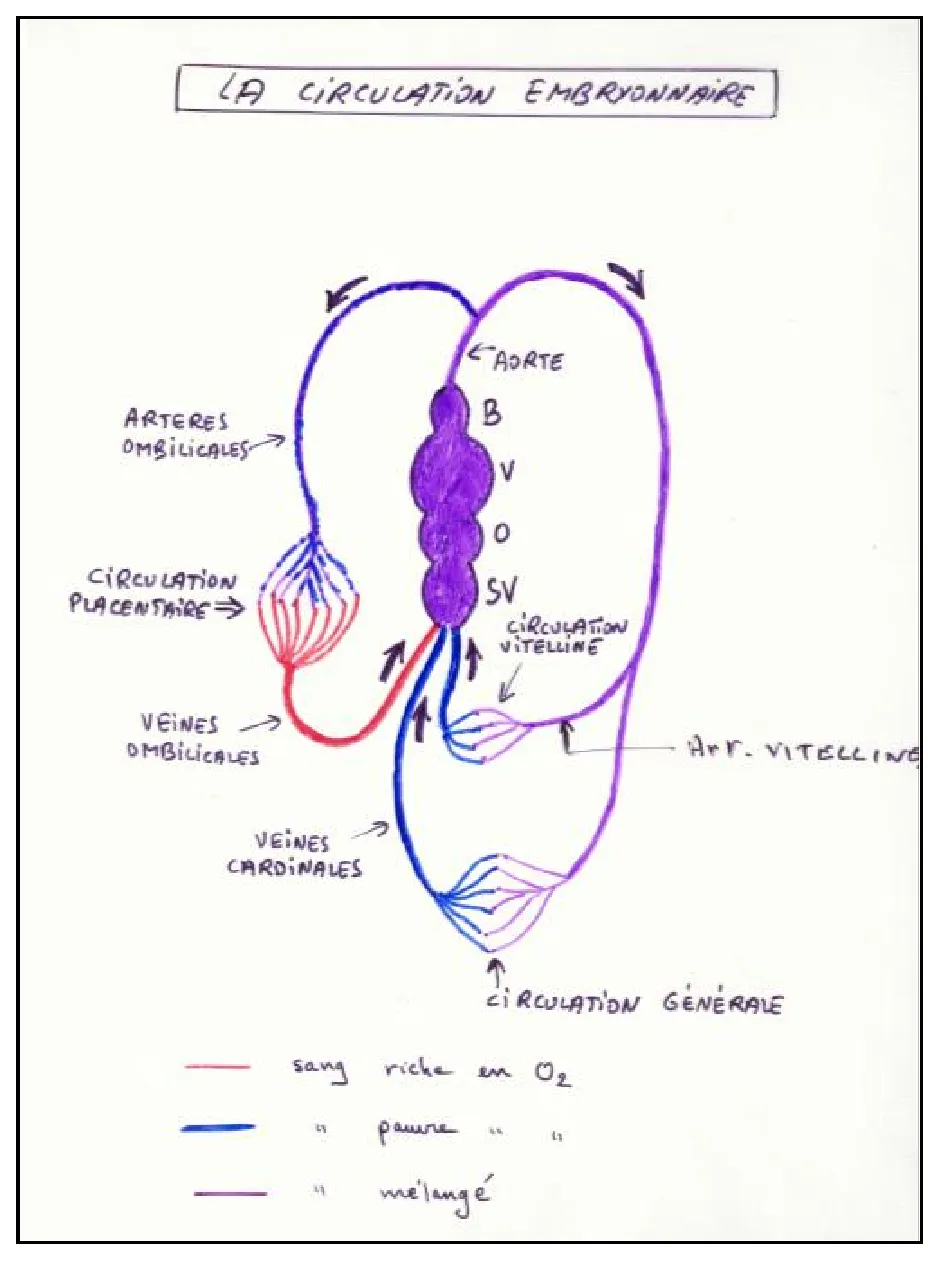 LA CIRCULATION EMBRYONNAIRE
← AORTE
B
ARTERES
OMBILICALES
V
O
CIRCULATION
PLACENTAIRE
SV
CIRCULATION
VITELLINE
VEINES
OMBILICALES
Arr. VITELLINE
VEINES
CARDINALES
CIRCULATION GÉNÉRALE
sang riche en O2
" pauvre " "
" mélangé